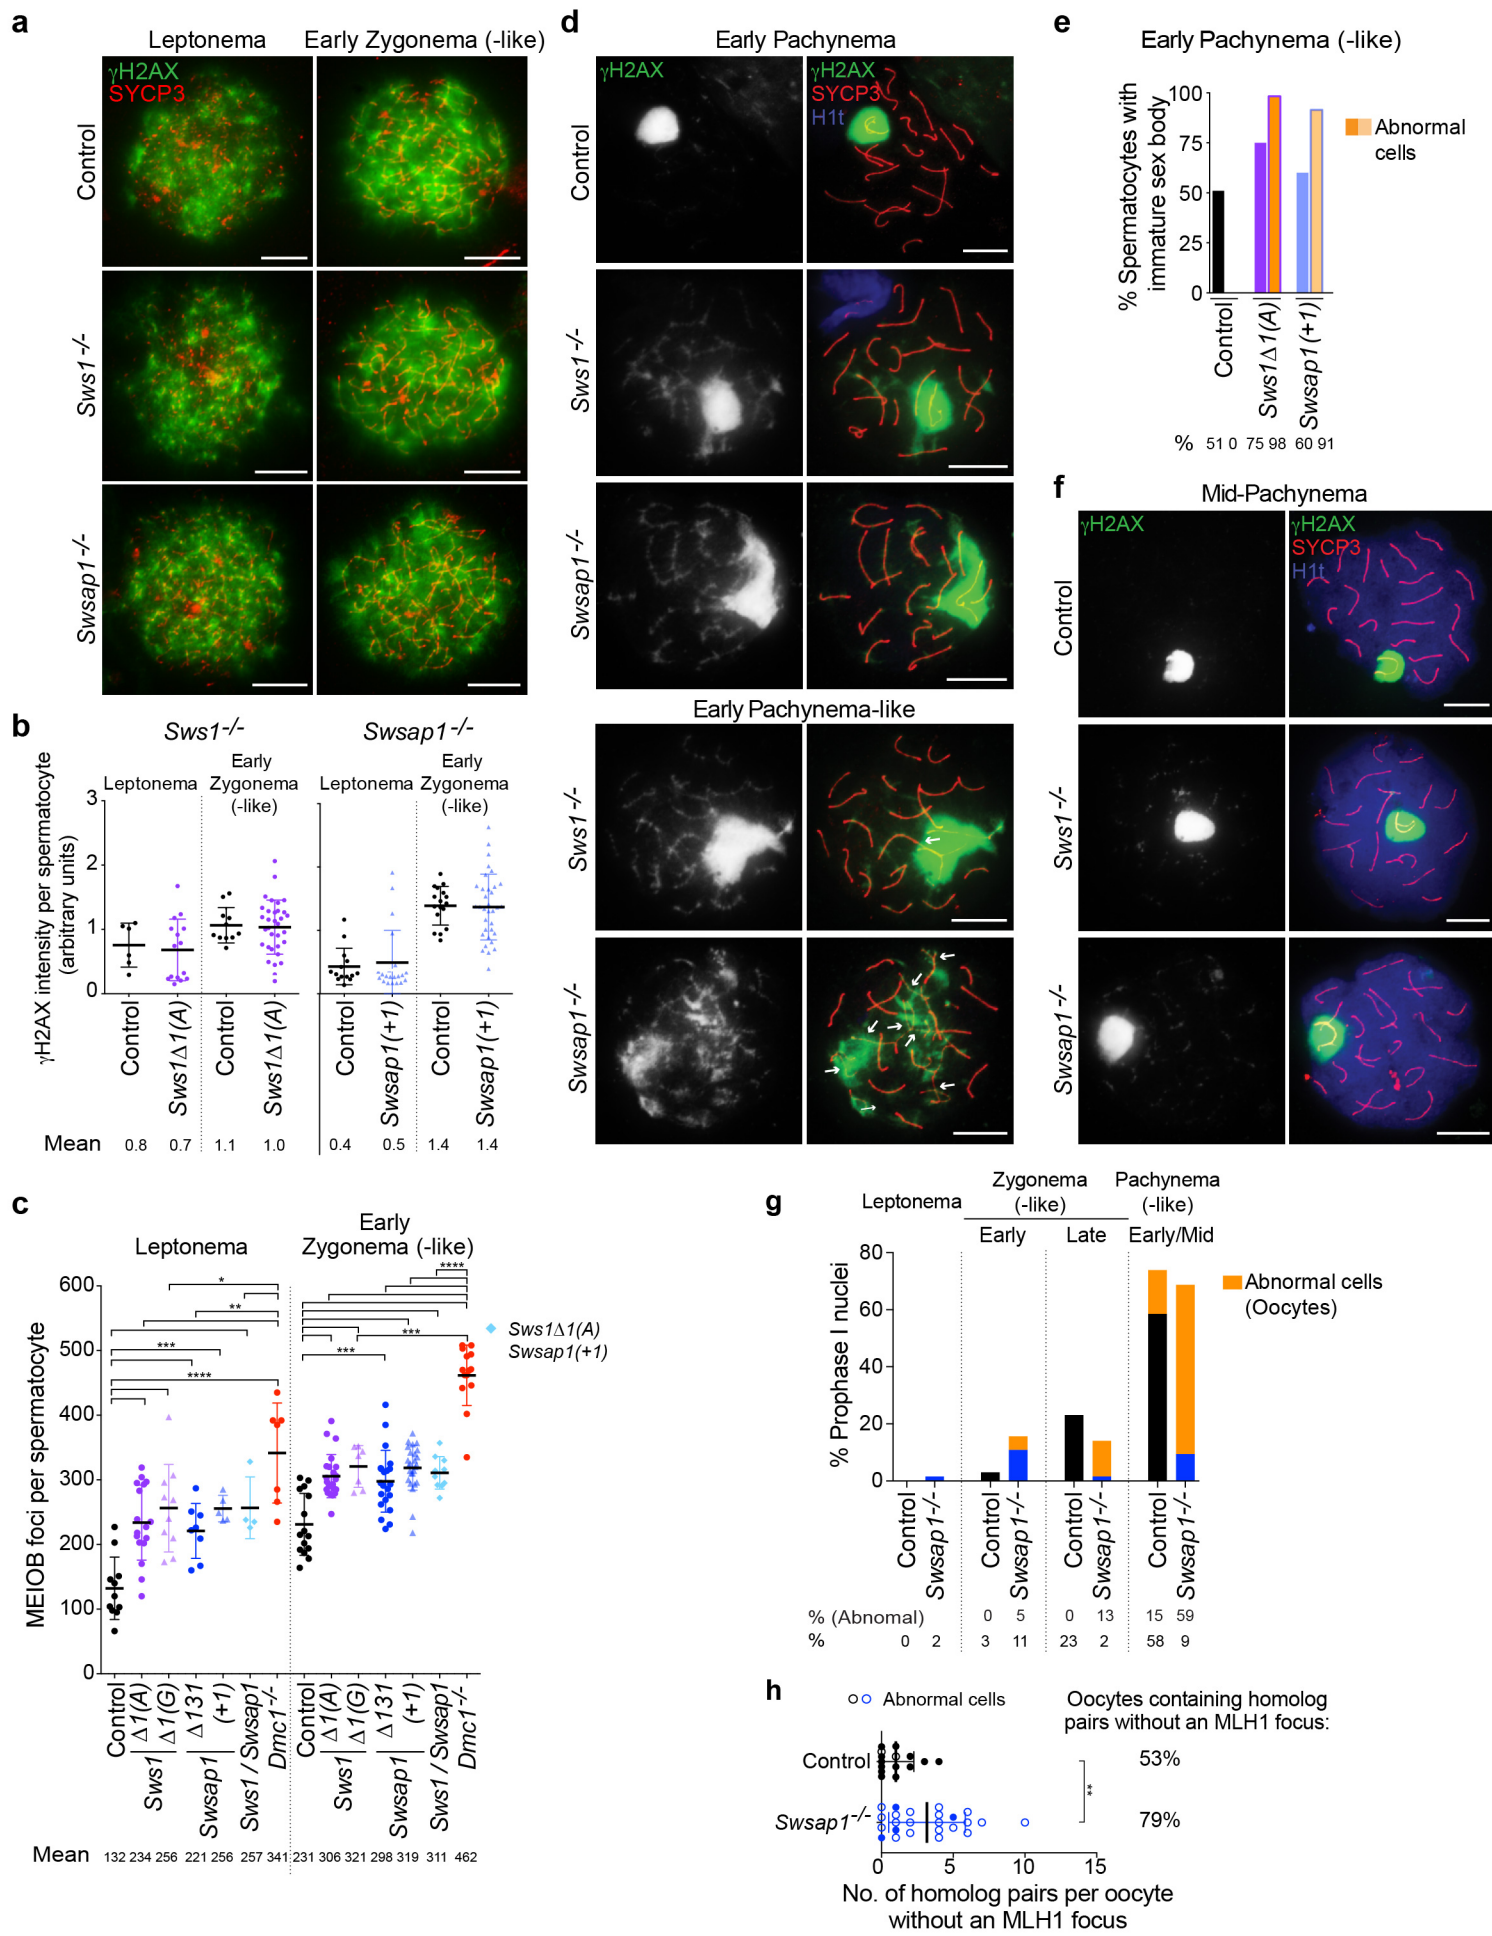 a
Leptonema
Early Zygonema (-like)
γH2AX
SYCP3
Control
Sws1-/-
Swsap1-/-
b
Sws1-/-
Swsap1-/-
Leptonema
Early
Zygonema
(-like)
Leptonema
Early
Zygonema
(-like)
γH2AX intensity per spermatocyte
(arbitrary units)
3
2
1
0
Control
Sws1Δ1(A)
Control
Sws1Δ1(A)
Control
Swsap1(+1)
Control
Swsap1(+1)
Mean 0.8 0.7 1.1 1.0 0.4 0.5 1.4 1.4
c
Leptonema
Early
Zygonema (-like)
MEIOB foci per spermatocyte
600
500
400
300
200
100
0
*
**
***
****
****
***
***
Sws1Δ1(A)
Swsap1(+1)
Control
Δ1(A)
Δ1(G)
Δ131
(+1)
Sws1 / Swsap1
Dmc1-/-
Control
Δ1(A)
Δ1(G)
Δ131
(+1)
Sws1 / Swsap1
Dmc1-/-
Sws1
Swsap1
Sws1
Swsap1
Mean 132 234 256 221 256 257 341 231 306 321 298 319 311 462
d
Early Pachynema
γH2AX
γH2AX
SYCP3
H1t
Control
Sws1-/-
Swsap1-/-
Early Pachynema-like
Sws1-/-
Swsap1-/-
e
Early Pachynema (-like)
% Spermatocytes with
immature sex body
100
75
50
25
0
Abnormal
cells
Control
Sws1Δ1(A)
Swsap1(+1)
% 51 0 75 98 60 91
f
Mid-Pachynema
γH2AX
γH2AX
SYCP3
H1t
Control
Sws1-/-
Swsap1-/-
g
Leptonema
Zygonema
(-like)
Pachynema
(-like)
Early
Late
Early/Mid
% Prophase I nuclei
80
60
40
20
0
Abnormal cells
(Oocytes)
Control
Swsap1-/-
Control
Swsap1-/-
Control
Swsap1-/-
Control
Swsap1-/-
% (Abnomal) 0 5 0 13 15 59
% 0 2 3 11 23 2 58 9
h
Abnormal cells
Oocytes containing homolog
pairs without an MLH1 focus:
Control
53%
**
Swsap1-/-
79%
0 5 10 15
No. of homolog pairs per oocyte
without an MLH1 focus